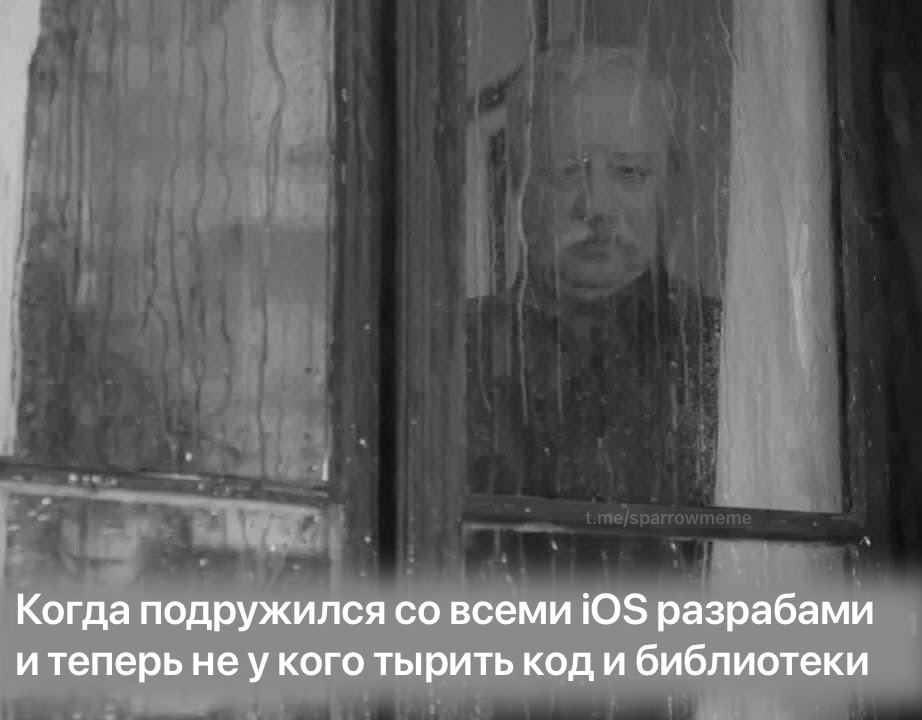 t.me/sparrowmeme
Когда подружился со всеми iOS разрабами
и теперь не у кого тырить код и библиотеки